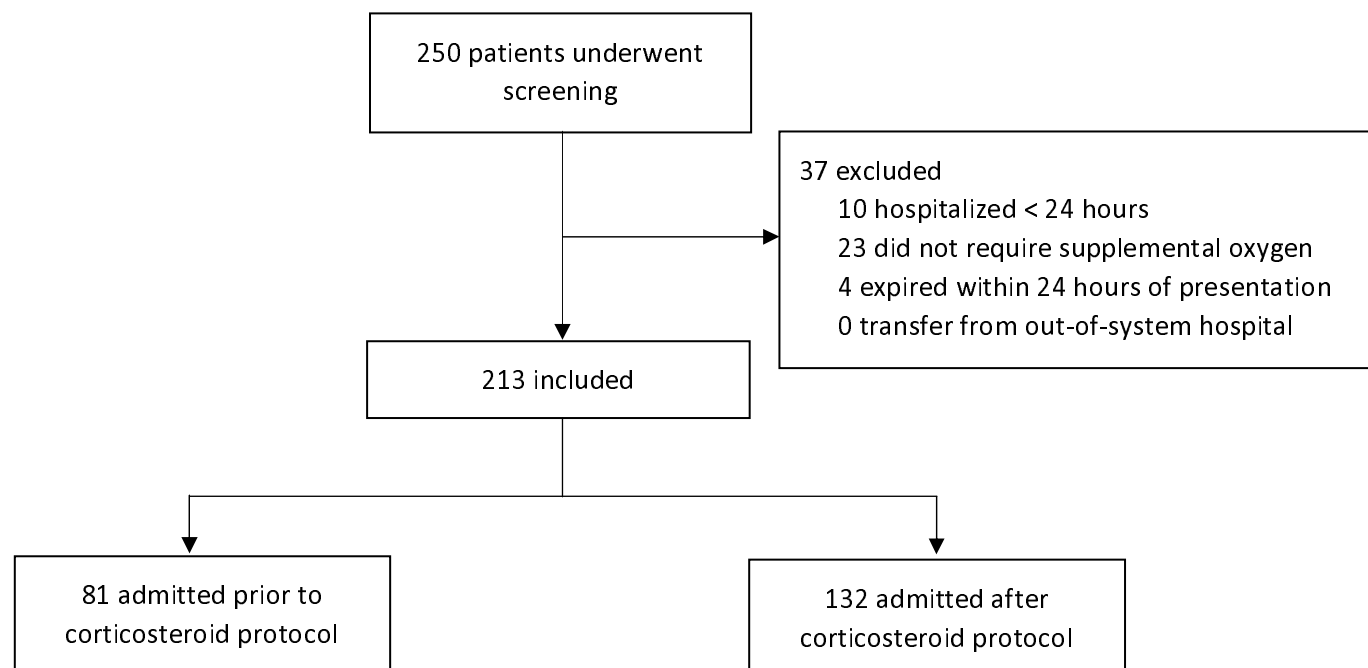 250 patients underwent
screening
37 excluded
10 hospitalized < 24 hours
23 did not require supplemental oxygen
4 expired within 24 hours of presentation
0 transfer from out-of-system hospital
213 included
81 admitted prior to
corticosteroid protocol
132 admitted after
corticosteroid protocol